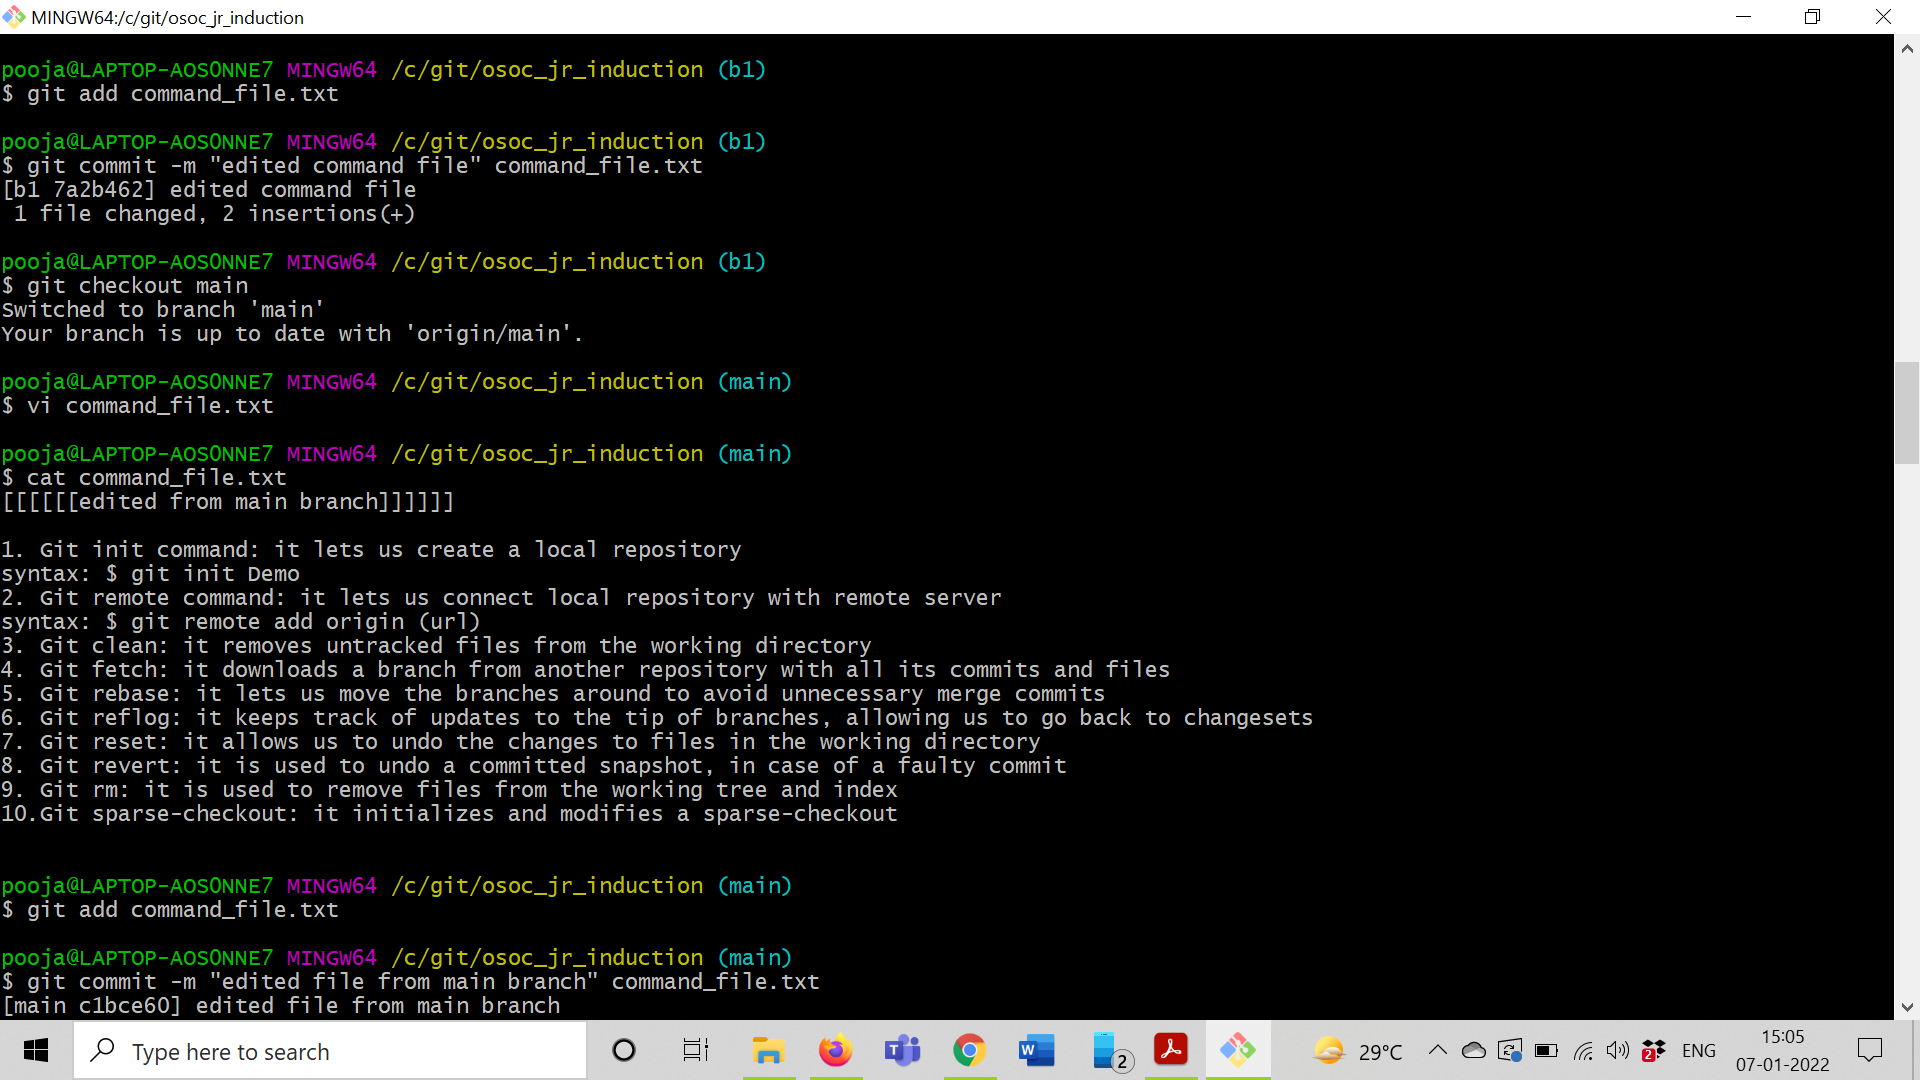 MINGW64:/c/git/osoc_jr_induction
pooja@LAPTOP-AOS0NNE7 MINGW64 /c/git/osoc_jr_induction (b1)
$ git add command_file.txt
pooja@LAPTOP-AOS0NNE7 MINGW64 /c/git/osoc_jr_induction (b1)
$ git commit -m "edited command file" command_file.txt
[b1 7a2b462] edited command file
 1 file changed, 2 insertions(+)
pooja@LAPTOP-AOS0NNE7 MINGW64 /c/git/osoc_jr_induction (b1)
$ git checkout main
Switched to branch 'main'
Your branch is up to date with 'origin/main'.
pooja@LAPTOP-AOS0NNE7 MINGW64 /c/git/osoc_jr_induction (main)
$ vi command_file.txt
pooja@LAPTOP-AOS0NNE7 MINGW64 /c/git/osoc_jr_induction (main)
$ cat command_file.txt
[[[[[[edited from main branch]]]]]]
1. Git init command: it lets us create a local repository
syntax: $ git init Demo
2. Git remote command: it lets us connect local repository with remote server
syntax: $ git remote add origin (url)
3. Git clean: it removes untracked files from the working directory
4. Git fetch: it downloads a branch from another repository with all its commits and files
5. Git rebase: it lets us move the branches around to avoid unnecessary merge commits
6. Git reflog: it keeps track of updates to the tip of branches, allowing us to go back to changesets
7. Git reset: it allows us to undo the changes to files in the working directory
8. Git revert: it is used to undo a committed snapshot, in case of a faulty commit
9. Git rm: it is used to remove files from the working tree and index
10.Git sparse-checkout: it initializes and modifies a sparse-checkout
pooja@LAPTOP-AOS0NNE7 MINGW64 /c/git/osoc_jr_induction (main)
$ git add command_file.txt
pooja@LAPTOP-AOS0NNE7 MINGW64 /c/git/osoc_jr_induction (main)
$ git commit -m "edited file from main branch" command_file.txt
[main c1bce60] edited file from main branch
Type here to search
2
29°C
2
ENG
15:05
07-01-2022